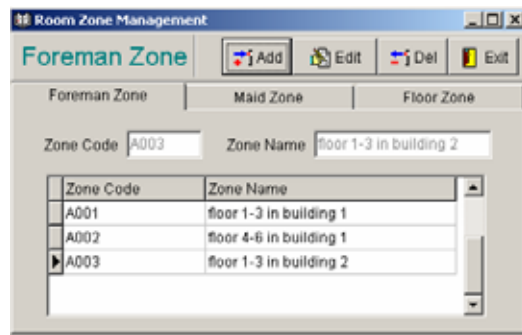 Room Zone Management
Foreman Zone Add Edit Del Exit
Foreman Zone Maid Zone Floor Zone
Zone Code A003 Zone Name floor 1-3 in building 2
Zone Code Zone Name
A001 floor 1-3 in building 1
A002 floor 4-6 in building 1
A003 floor 1-3 in building 2